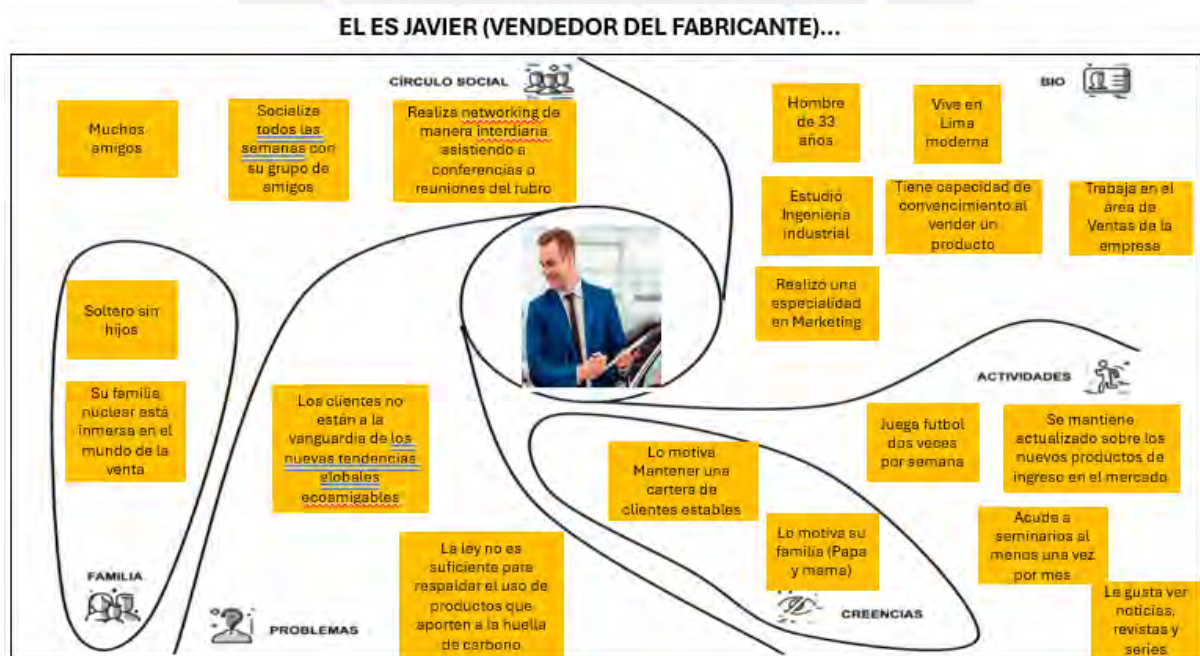 EL ES JAVIER (VENDEDOR DEL FABRICANTE)...
CÍRCULO SOCIAL
Muchos
amigos
Socializa
todos las
semanas con
su grupo de
amigos
Realiza networking de
manera interdiaria
asistiendo a
conferencias o
reuniones del rubro
BIO
Hombre
de 33
años
Vive en
Lima
moderna
Estudió
Ingeniería
industrial
Tiene capacidad de
convencimiento al
vender un
producto
Trabaja en el
área de
Ventas de la
empresa
Realizó una
especialidad
en Marketing
Soltero sin
hijos
Su familia
nuclear está
inmersa en el
mundo de la
venta
FAMILIA
Los clientes no
están a la
vanguardia de los
nuevas tendencias
globales
ecoamigables
La ley no es
suficiente para
respaldar el uso de
productos que
aporten a la huella
de carbono
PROBLEMAS
Lo motiva
Mantener una
cartera de
clientes estables
Lo motiva su
familia (Papa
y mama)
CREENCIAS
ACTIVIDADES
Juega futbol
dos veces
por semana
Se mantiene
actualizado sobre los
nuevos productos de
ingreso en el mercado
Acude a
seminarios al
menos una vez
por mes
Le gusta ver
noticias,
revistas y
series